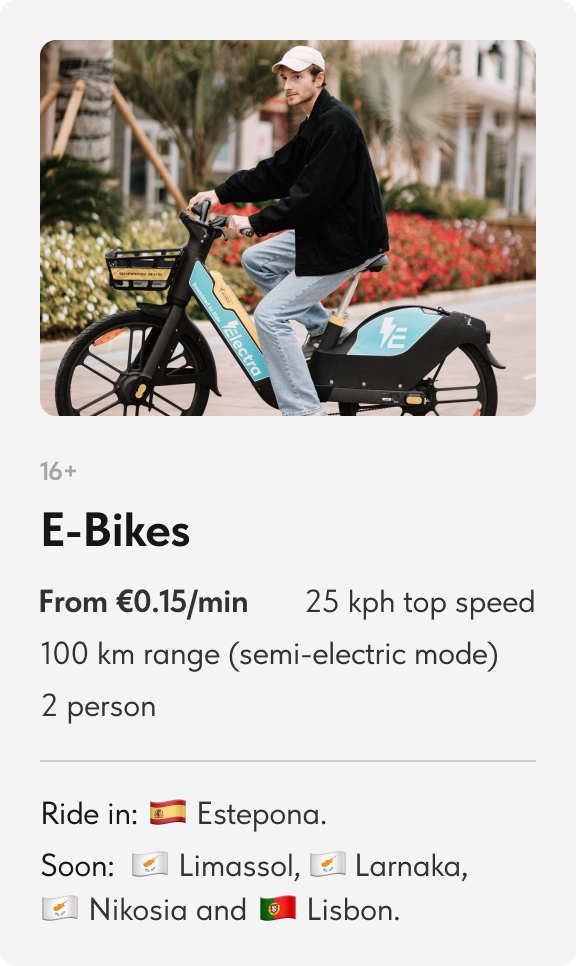 Electra
16+
E-Bikes
From €0.15/min 25 kph top speed
100 km range (semi-electric mode)
2 person
Ride in: 🇪🇸 Estepona.
Soon: 🇨🇾 Limassol, 🇨🇾 Larnaka,
🇨🇾 Nikosia and 🇵🇹 Lisbon.